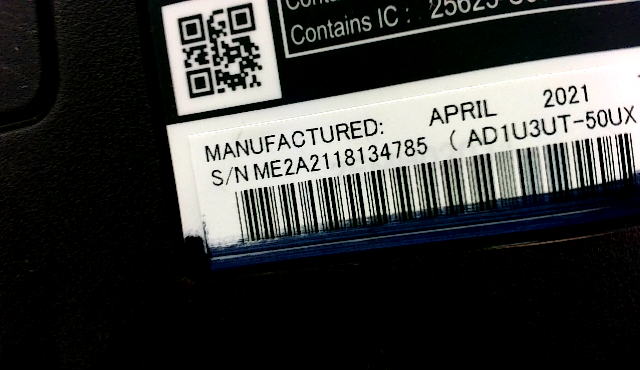 Contains IC :
MANUFACTURED: APRIL 2021
S/N ME2A2118134785 ( AD1U3UT-50UX